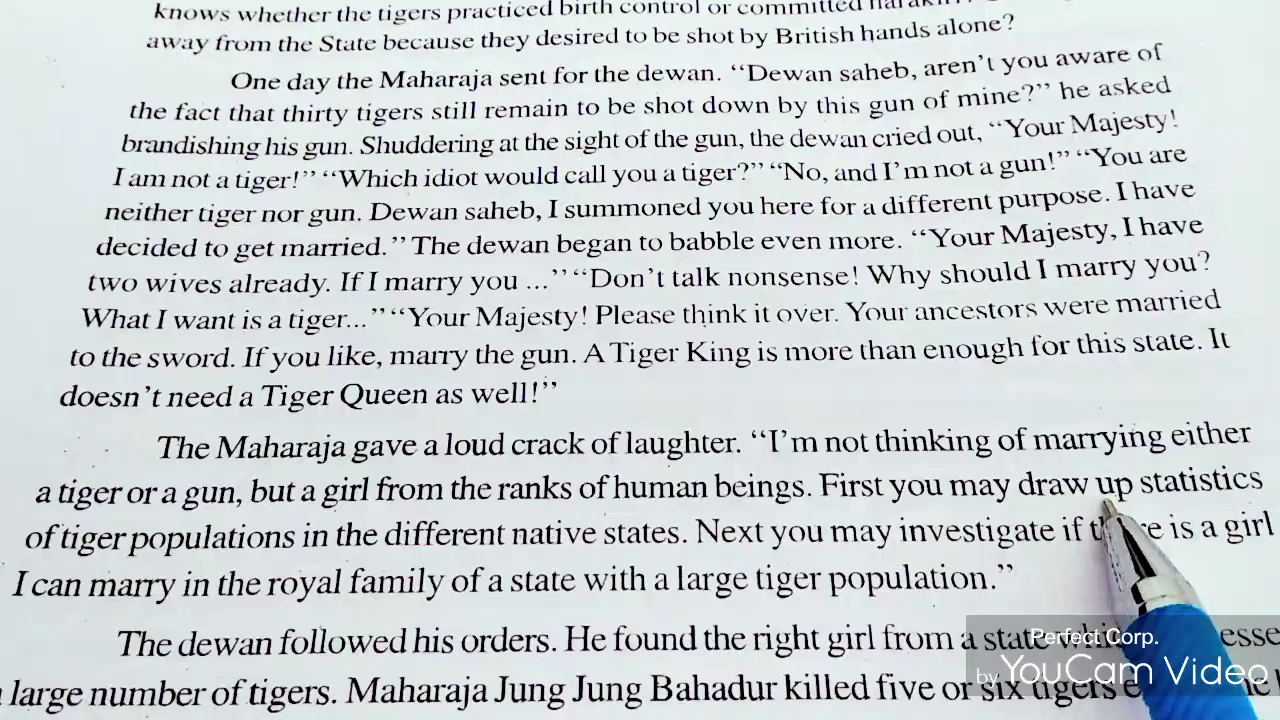 knows whether the tigers practiced birth control or committed
away from the State because they desired to be shot by British hands alone?
One day the Maharaja sent for the dewan. “Dewan saheb, aren’t you aware of
the fact that thirty tigers still remain to be shot down by this gun of mine?” he asked
brandishing his gun. Shuddering at the sight of the gun, the dewan cried out, “Your Majesty!
I am not a tiger!” “Which idiot would call you a tiger?” “No, and I’m not a gun!” “You are
neither tiger nor gun. Dewan saheb, I summoned you here for a different purpose. I have
decided to get married.” The dewan began to babble even more. “Your Majesty, I have
two wives already. If I marry you ...” “Don’t talk nonsense! Why should I marry you?
What I want is a tiger...” “Your Majesty! Please think it over. Your ancestors were married
to the sword. If you like, marry the gun. A Tiger King is more than enough for this state. It
doesn’t need a Tiger Queen as well!”
The Maharaja gave a loud crack of laughter. “I’m not thinking of marrying either
a tiger or a gun, but a girl from the ranks of human beings. First you may draw up statistics
of tiger populations in the different native states. Next you may investigate if is a girl
I can marry in the royal family of a state with a large tiger population.”
The dewan followed his orders. He found the right girl from a state
large number of tigers. Maharaja Jung Jung Bahadur killed five or six tigers
Perfect Corp.
by YouCam Video